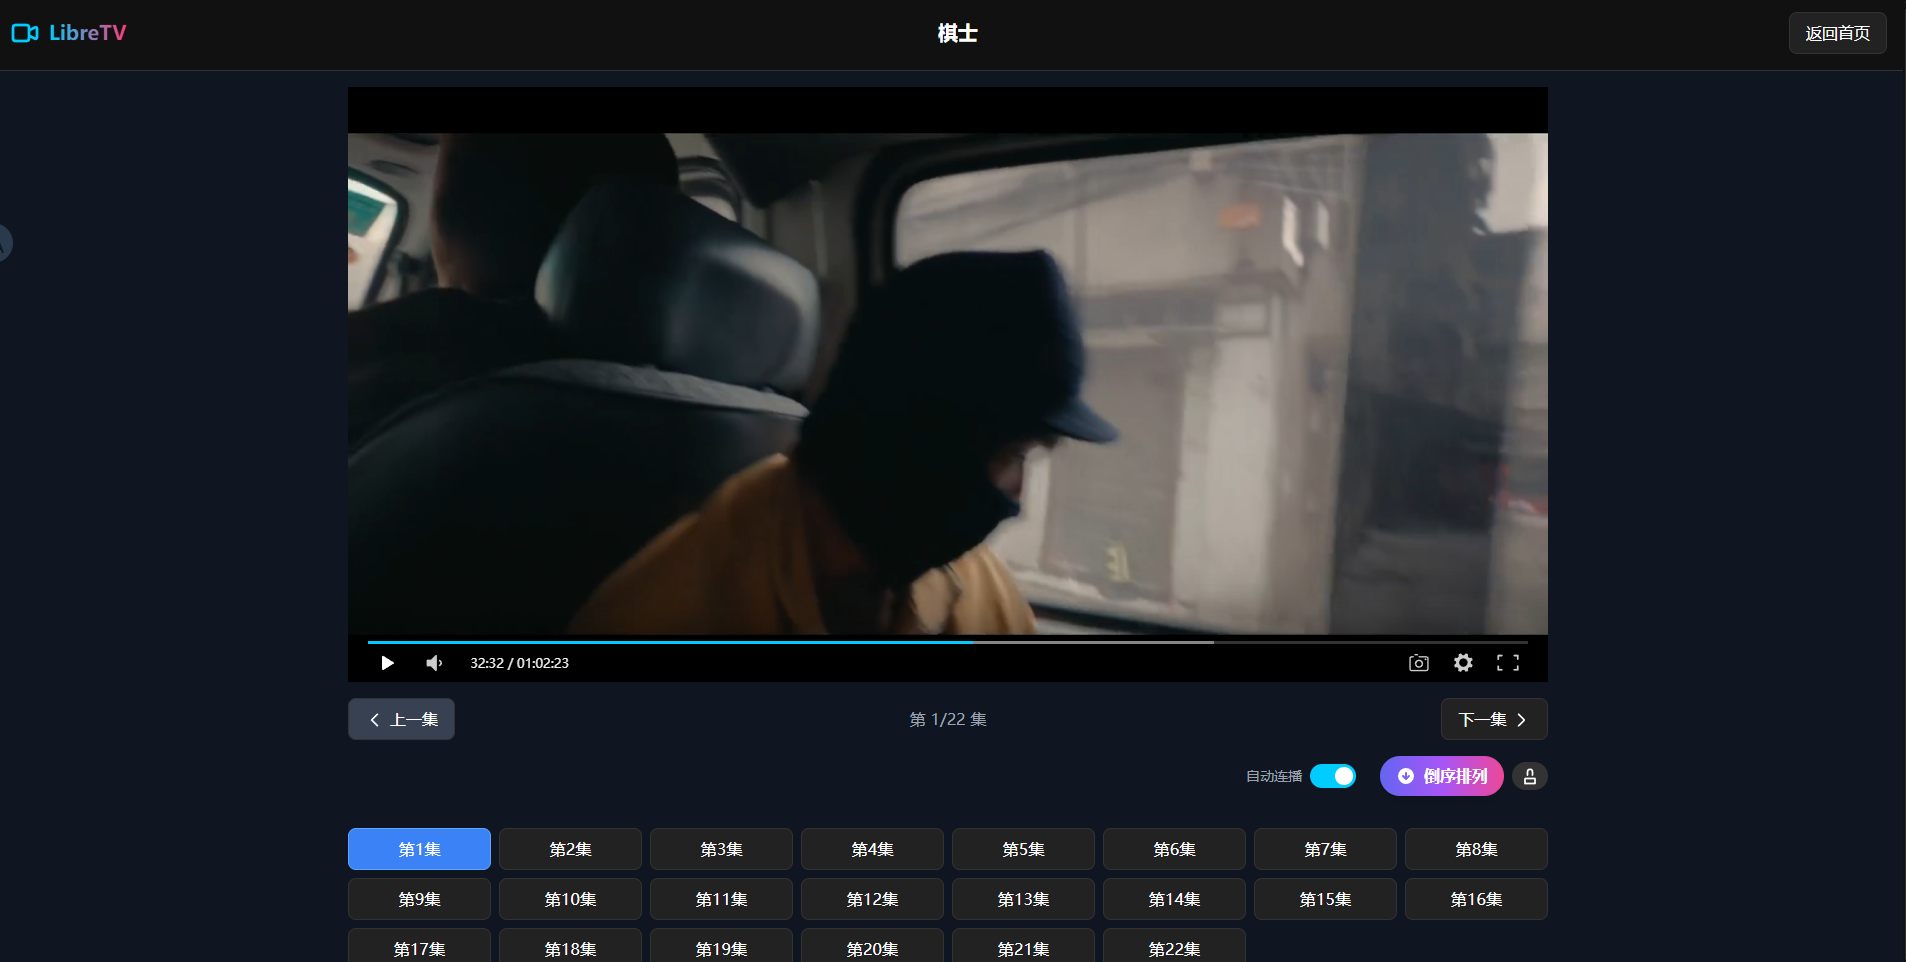 LibreTV
棋士
返回首页
32:32 / 01:02:23
上一集
第 1/22 集
下一集
自动连播
倒序排列
第1集
第2集
第3集
第4集
第5集
第6集
第7集
第8集
第9集
第10集
第11集
第12集
第13集
第14集
第15集
第16集
第17集
第18集
第19集
第20集
第21集
第22集